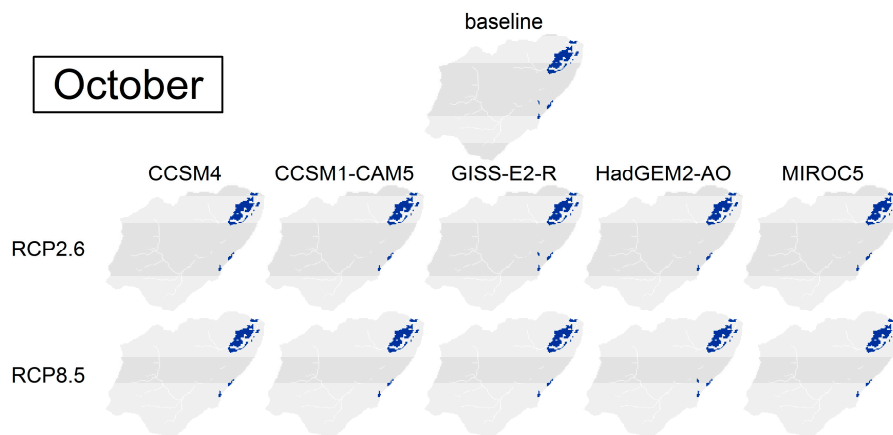 baseline
October
CCSM4 CCSM1-CAM5 GISS-E2-R HadGEM2-AO MIROC5
RCP2.6
RCP8.5